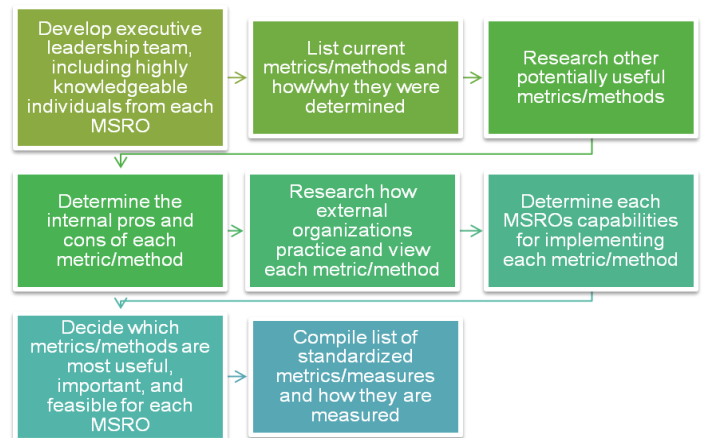 Develop executive
leadership team,
including highly
knowledgeable
individuals from each
MSRO
List current
metrics/methods and
how/why they were
determined
Research other
potentially useful
metrics/methods
Determine the
internal pros and
cons of each
metric/method
Research how
external
organizations
practice and view
each metric/method
Determine each
MSROs capabilities
for implementing
each metric/method
Decide which
metrics/methods are
most useful,
important, and
feasible for each
MSRO
Compile list of
standardized
metrics/measures
and how they are
measured